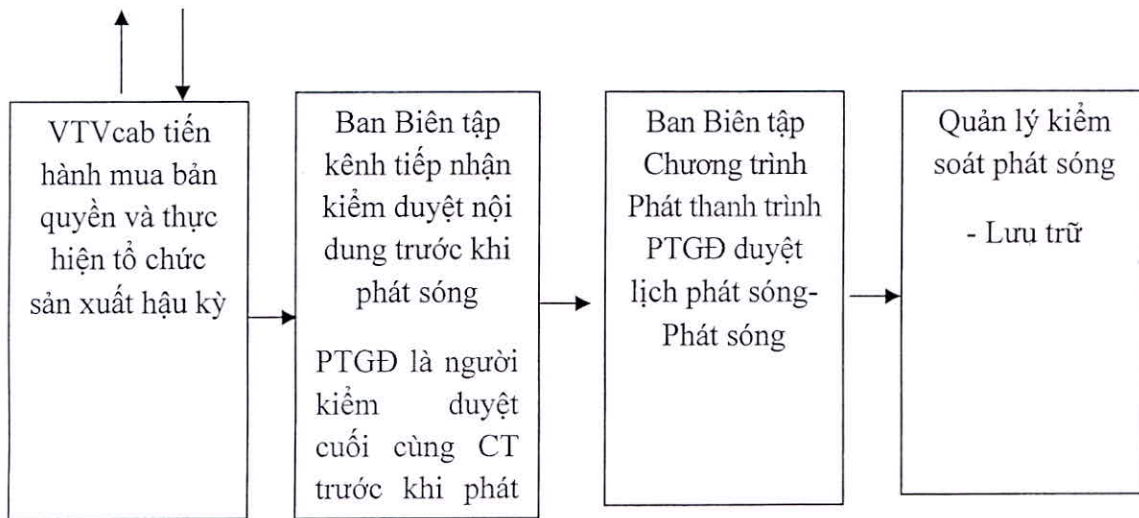 VTVcab tiến
hành mua bản
quyền và thực
hiện tổ chức
sản xuất hậu kỳ
Ban Biên tập
kênh tiếp nhận
kiểm duyệt nội
dung trước khi
phát sóng
PTGĐ là người
kiểm duyệt
cuối cùng CT
trước khi phát
Ban Biên tập
Chương trình
Phát thanh trình
PTGĐ duyệt
lịch phát sóng-
Phát sóng
Quản lý kiểm
soát phát sóng
- Lưu trữ